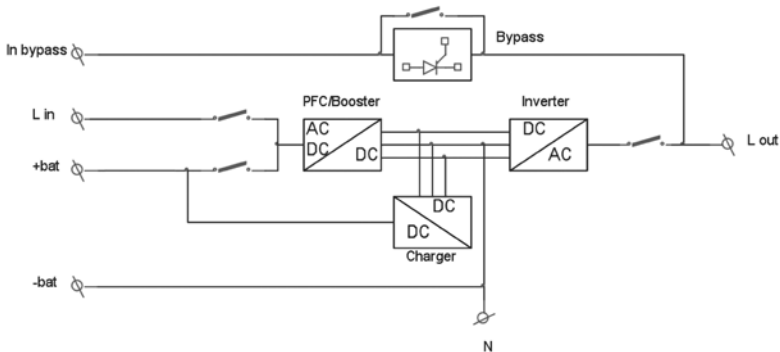 In bypass
Bypass
L in
PFC/Booster
Inverter
AC
DC
DC
DC
AC
L out
+bat
DC
DC
Charger
-bat
N